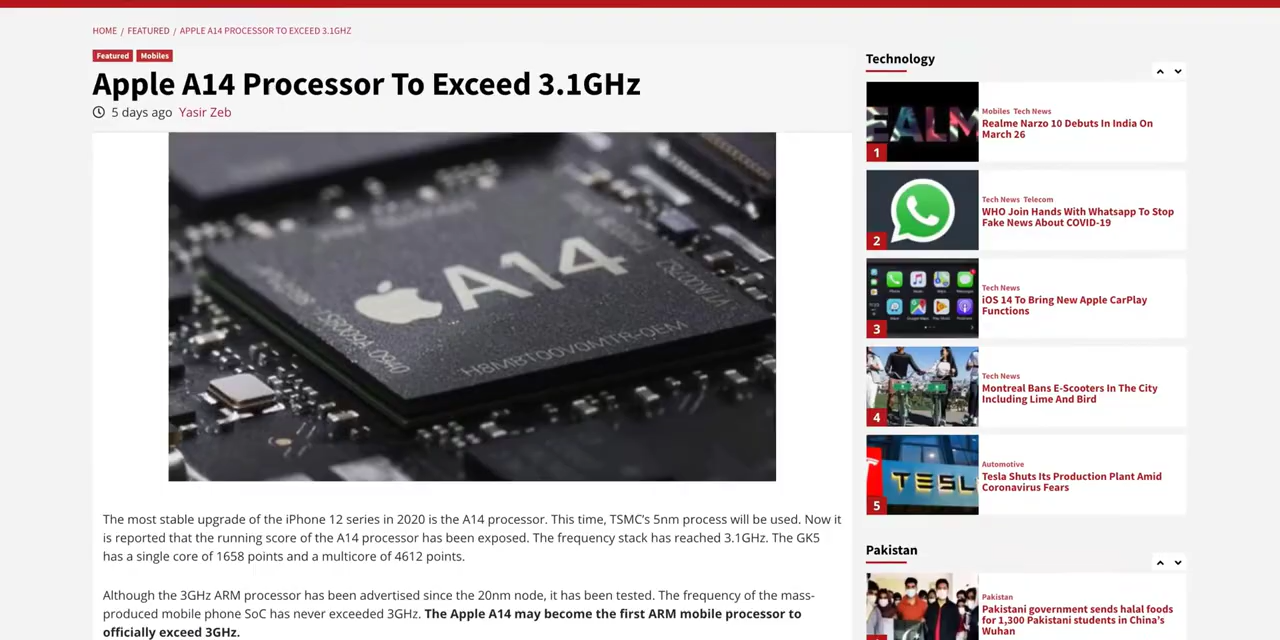 HOME / FEATURED / APPLE A14 PROCESSOR TO EXCEED 3.1GHZ
Featured Mobiles
Apple A14 Processor To Exceed 3.1GHz
5 days ago Yasir Zeb
A14
H8MBT00V0MTR-0EM
The most stable upgrade of the iPhone 12 series in 2020 is the A14 processor. This time, TSMC's 5nm process will be used. Now it
is reported that the running score of the A14 processor has been exposed. The frequency stack has reached 3.1GHz. The GK5
has a single core of 1658 points and a multicore of 4612 points.
Although the 3GHz ARM processor has been advertised since the 20nm node, it has been tested. The frequency of the mass-
produced mobile phone SoC has never exceeded 3GHz. The Apple A14 may become the first ARM mobile processor to
officially exceed 3GHz.
Technology
EALM
1
Mobiles Tech News
Realme Narzo 10 Debuts In India On
March 26
2
Tech News Telecom
WHO Join Hands With Whatsapp To Stop
Fake News About COVID-19
3
Tech News
iOS 14 To Bring New Apple CarPlay
Functions
4
Tech News
Montreal Bans E-Scooters In The City
Including Lime And Bird
TESL
5
Automotive
Tesla Shuts Its Production Plant Amid
Coronavirus Fears
Pakistan
Pakistan
Pakistani government sends halal foods
for 1,300 Pakistani students in China's
Wuhan